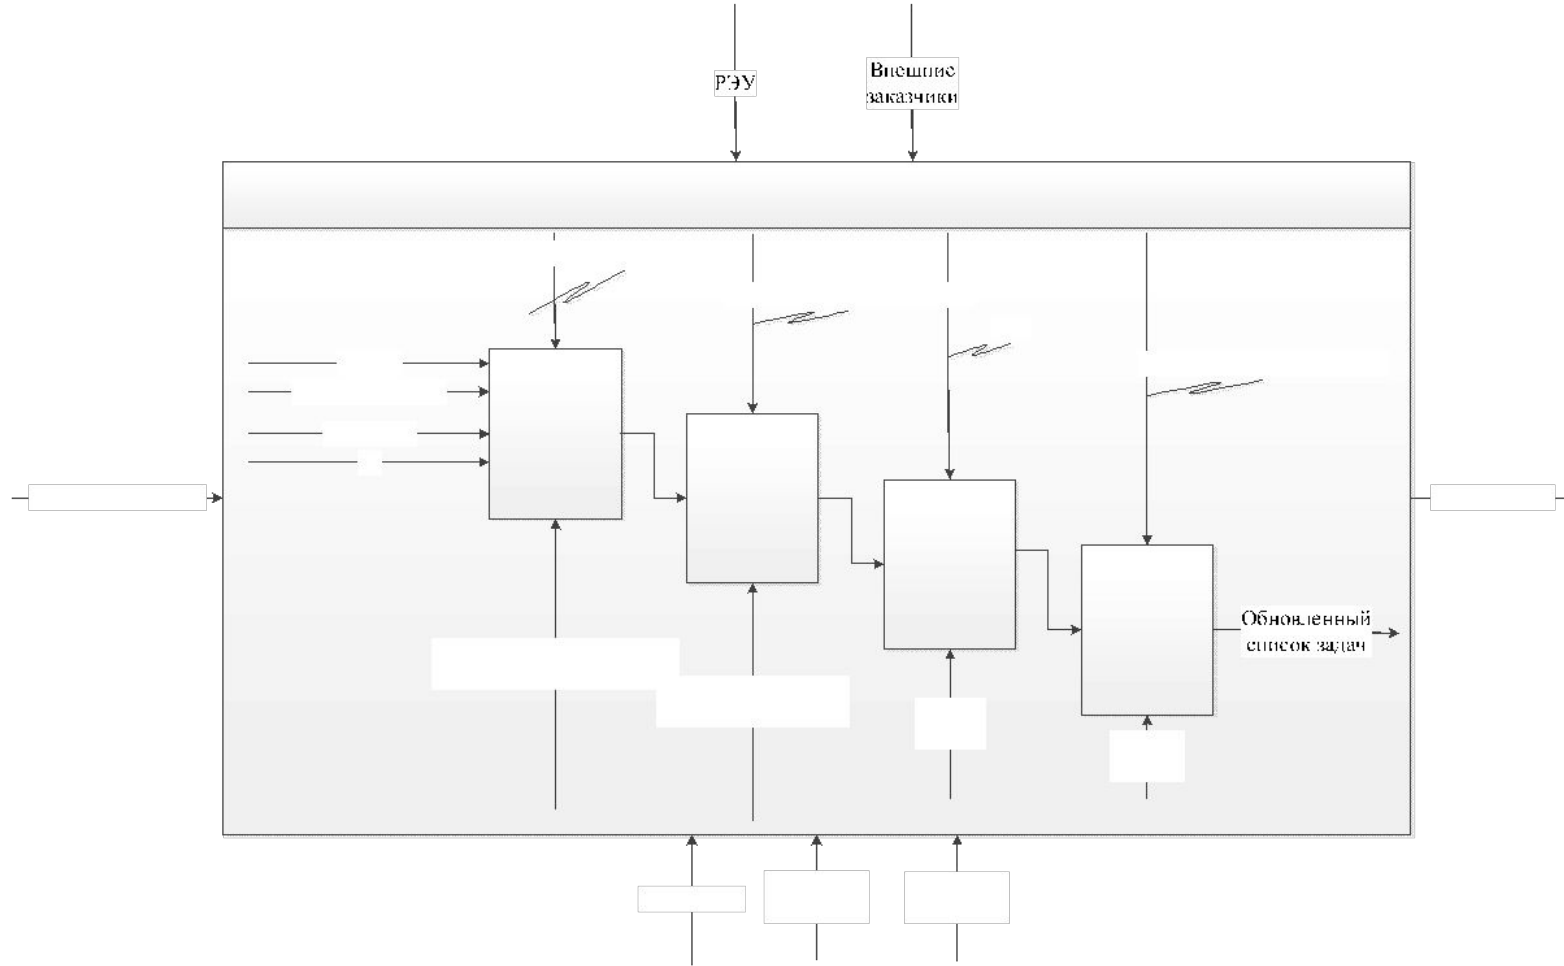 РЭУ
Внешние
заказчики
Обновленный
список задач